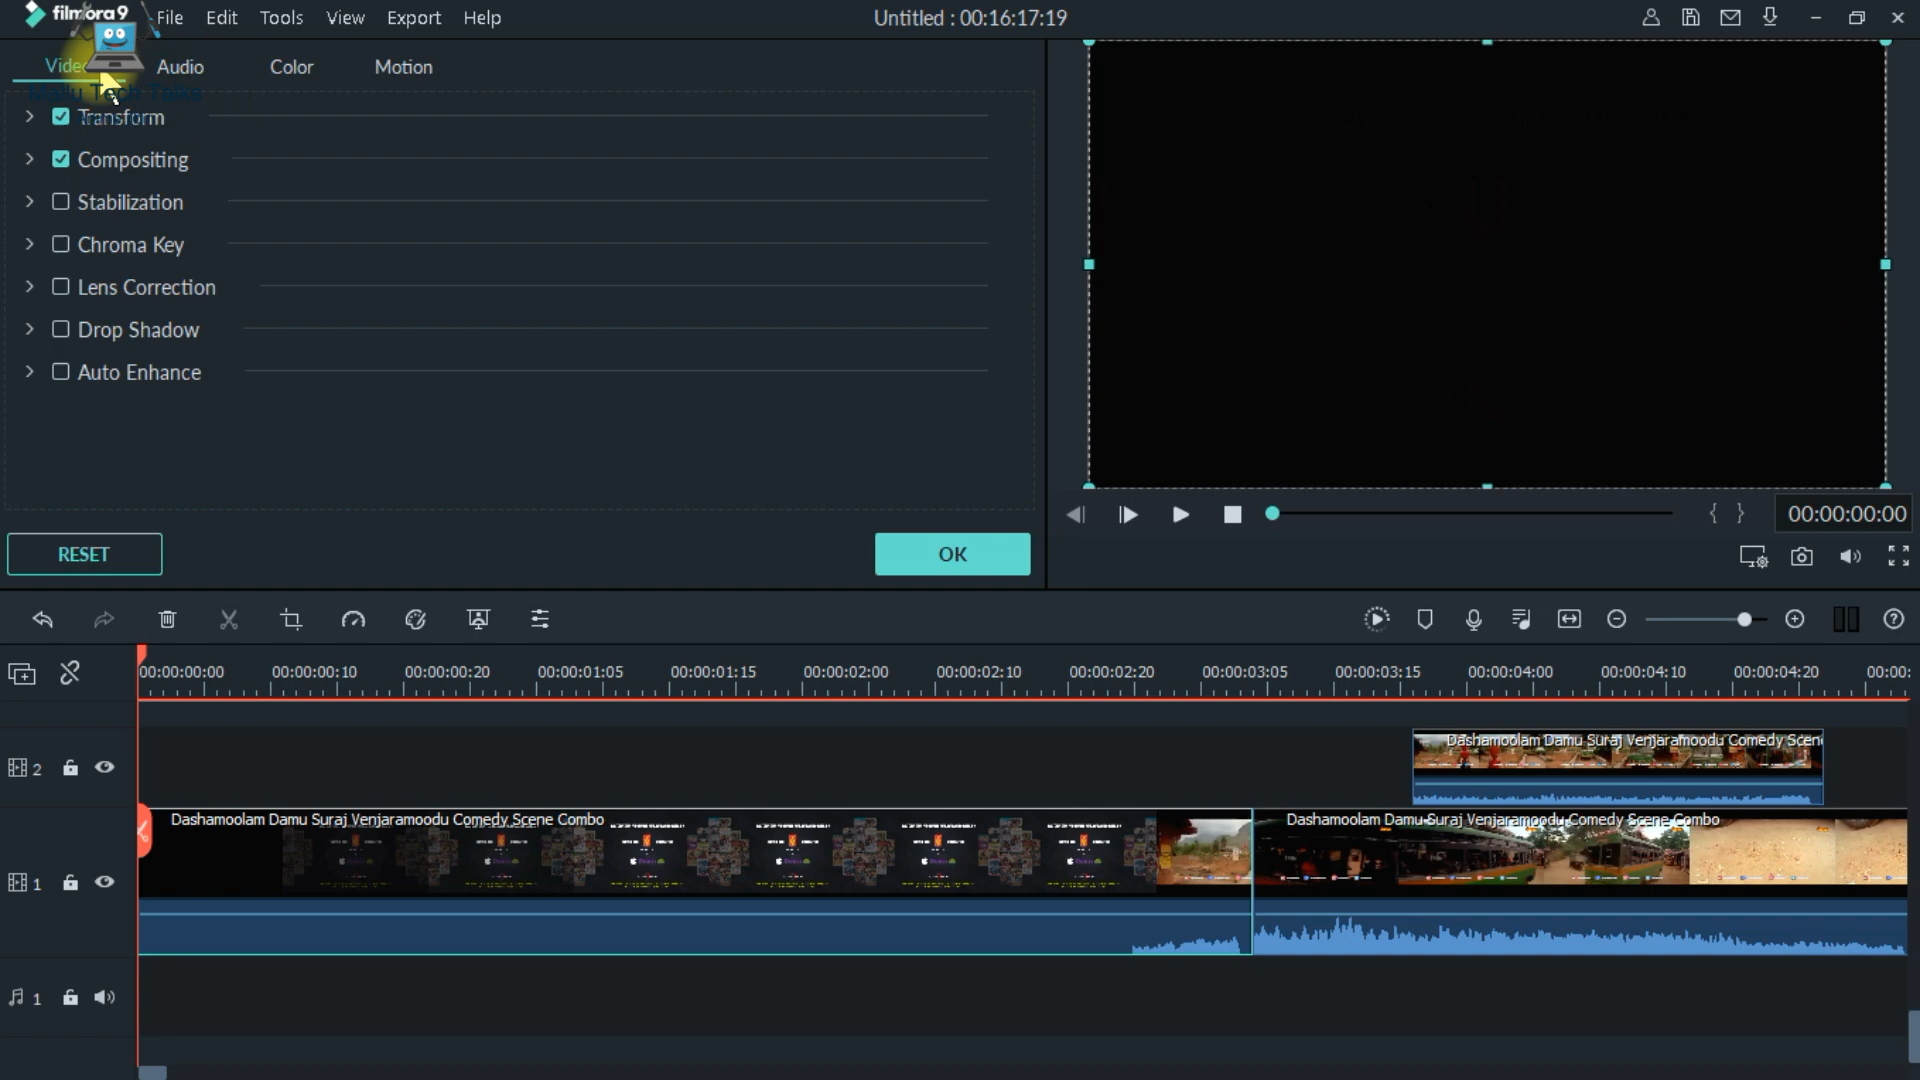 filmora9 File Edit Tools View Export Help
Untitled : 00:16:17:19
Video Audio Color Motion
Mallu Tech Talks
Transform
Compositing
Stabilization
Chroma Key
Lens Correction
Drop Shadow
Auto Enhance
RESET
OK
{ } 00:00:00:00
00:00:00:00 00:00:00:10 00:00:00:20 00:00:01:05 00:00:01:15 00:00:02:00 00:00:02:10 00:00:02:20 00:00:03:05 00:00:03:15 00:00:04:00 00:00:04:10 00:00:04:20 00:00:
2
Dashamoolam Damu Suraj Venjaramoodu Comedy Scen
Dashamoolam Damu Suraj Venjaramoodu Comedy Scene Combo
Dashamoolam Damu Suraj Venjaramoodu Comedy Scene Combo
1
1